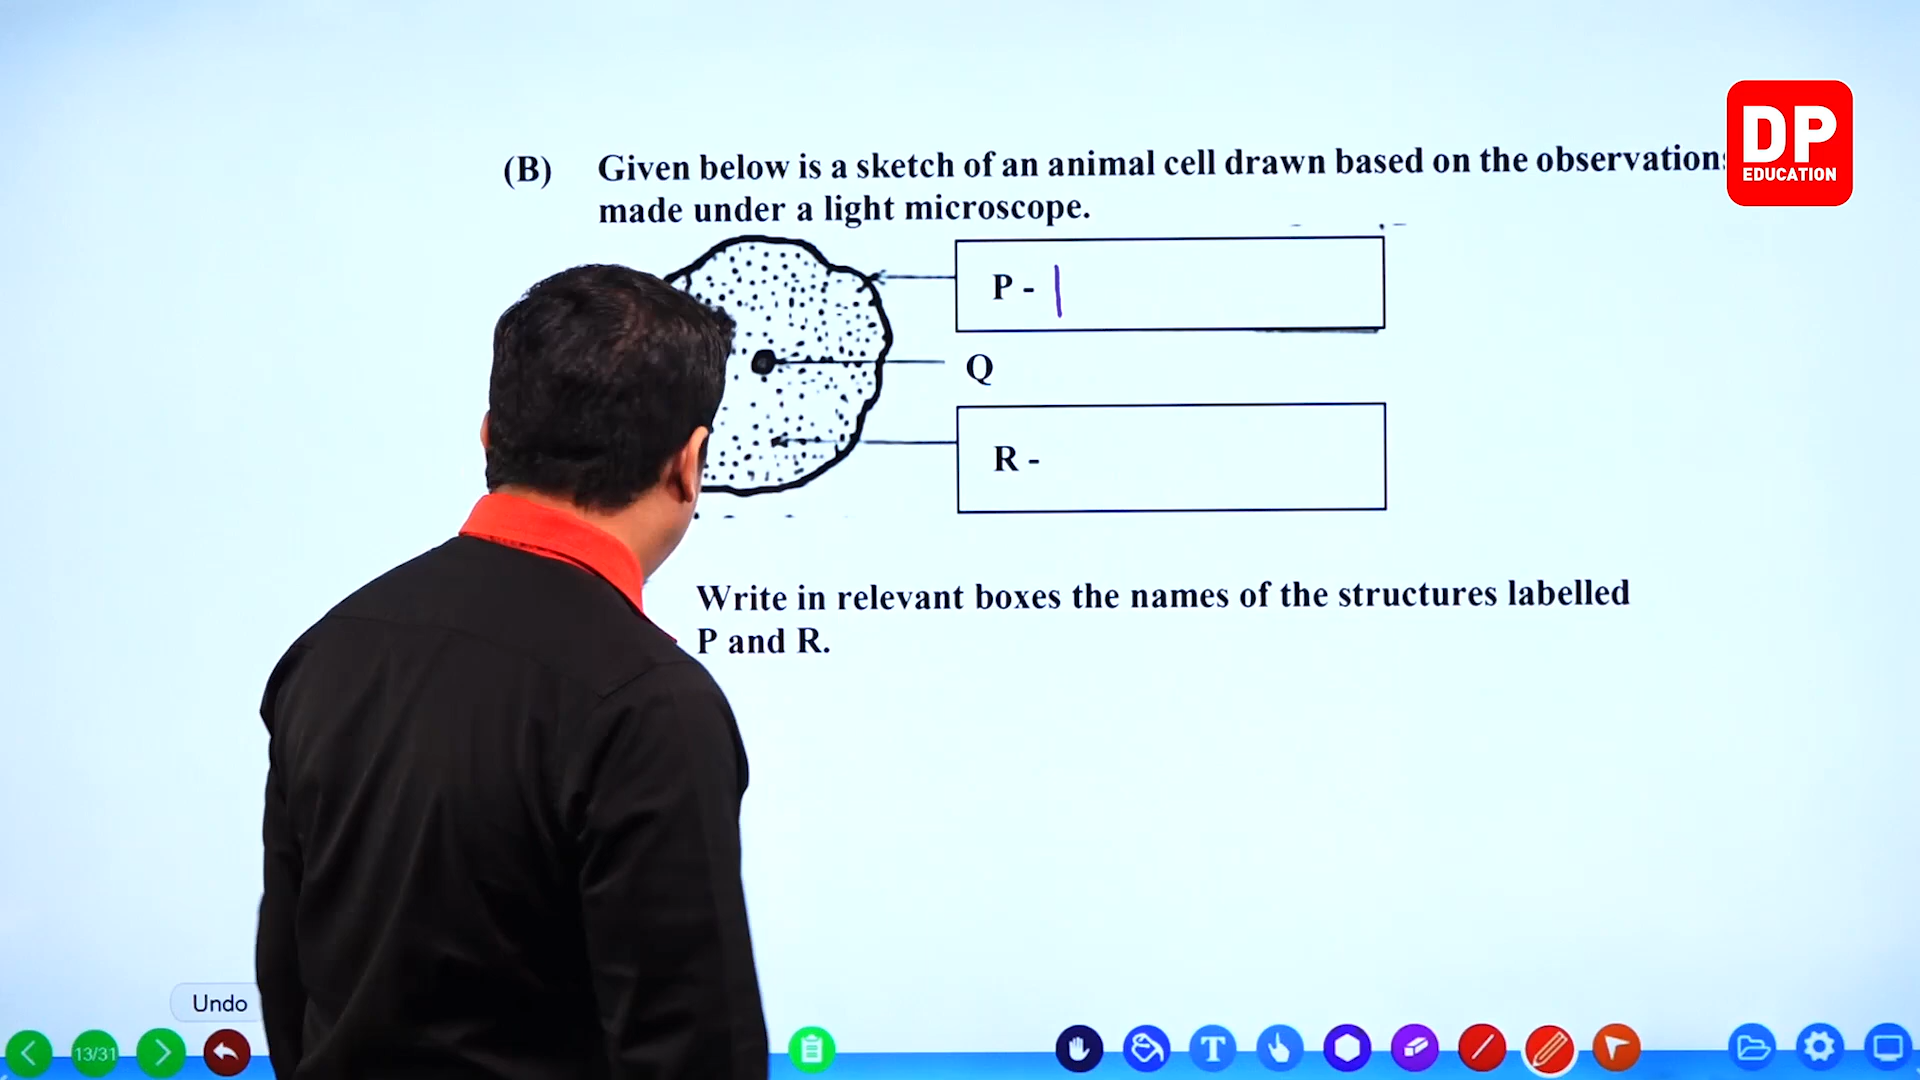 DP
EDUCATION
(B) Given below is a sketch of an animal cell drawn based on the observation
made under a light microscope.
P -
Q
R -
Write in relevant boxes the names of the structures labelled
P and R.
Undo
13/31
T